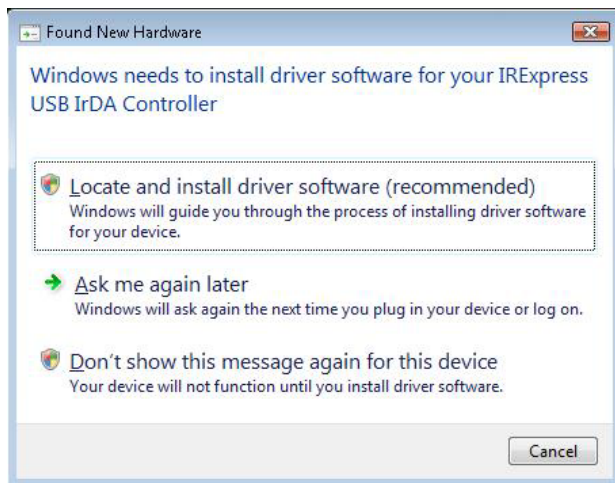 Found New Hardware
Windows needs to install driver software for your IRExpress
USB IrDA Controller
Locate and install driver software (recommended)
Windows will guide you through the process of installing driver software
for your device.
Ask me again later
Windows will ask again the next time you plug in your device or log on.
Don't show this message again for this device
Your device will not function until you install driver software.
Cancel